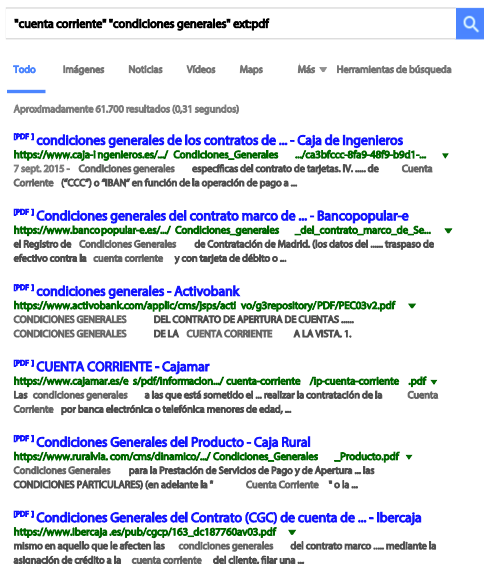 "cuenta corriente" "condiciones generales" ext:pdf
Todo Imágenes Noticias Vídeos Maps Más Herramientas de búsqueda
Aproximadamente 61.700 resultados (0,31 segundos)
[PDF] condiciones generales de los contratos de ... - Caja de Ingenieros
https://www.caja-ingenieros.es/.../ Condiciones_Generales .../ca3bfccc-8fa9-48f9-b9d1-...
7 sept. 2015 - Condiciones generales específicas del contrato de tarjetas. IV. ..... de Cuenta
Corriente ("CCC") o "IBAN" en función de la operación de pago a ...
[PDF] Condiciones generales del contrato marco de ... - Bancopopular-e
https://www.bancopopular-e.es/.../ Condiciones_generales _del_contrato_marco_de_Se...
el Registro de Condiciones Generales de Contratación de Madrid. (los datos del ...... traspaso de
efectivo contra la cuenta corriente y con tarjeta de débito o ...
[PDF] condiciones generales - Activobank
https://www.activobank.com/applic/cms/jsps/acti vo/g3repository/PDF/PEC03v2.pdf
CONDICIONES GENERALES DEL CONTRATO DE APERTURA DE CUENTAS ......
CONDICIONES GENERALES DE LA CUENTA CORRIENTE A LA VISTA. 1.
[PDF] CUENTA CORRIENTE - Cajamar
https://www.cajamar.es/e s/pdf/informacion.../ cuenta-corriente /ip-cuenta-corriente .pdf
Las condiciones generales a las que está sometido el ... realizar la contratación de la Cuenta
Corriente por banca electrónica o telefónica menores de edad, ...
[PDF] Condiciones Generales del Producto - Caja Rural
https://www.ruralvia. com/cms/dinamico/.../ Condiciones_Generales _Producto.pdf
Condiciones Generales para la Prestación de Servicios de Pago y de Apertura ... las
CONDICIONES PARTICULARES) (en adelante la " Cuenta Corriente " o la ...
[PDF] Condiciones Generales del Contrato (CGC) de cuenta de ... - Ibercaja
https://www.ibercaja .es/pub/cgcp/163_dc187760av03.pdf
mismo en aquello que le afecten las condiciones generales del contrato marco ..... mediante la
asignación de crédito a la cuenta corriente del cliente, fijar una ...